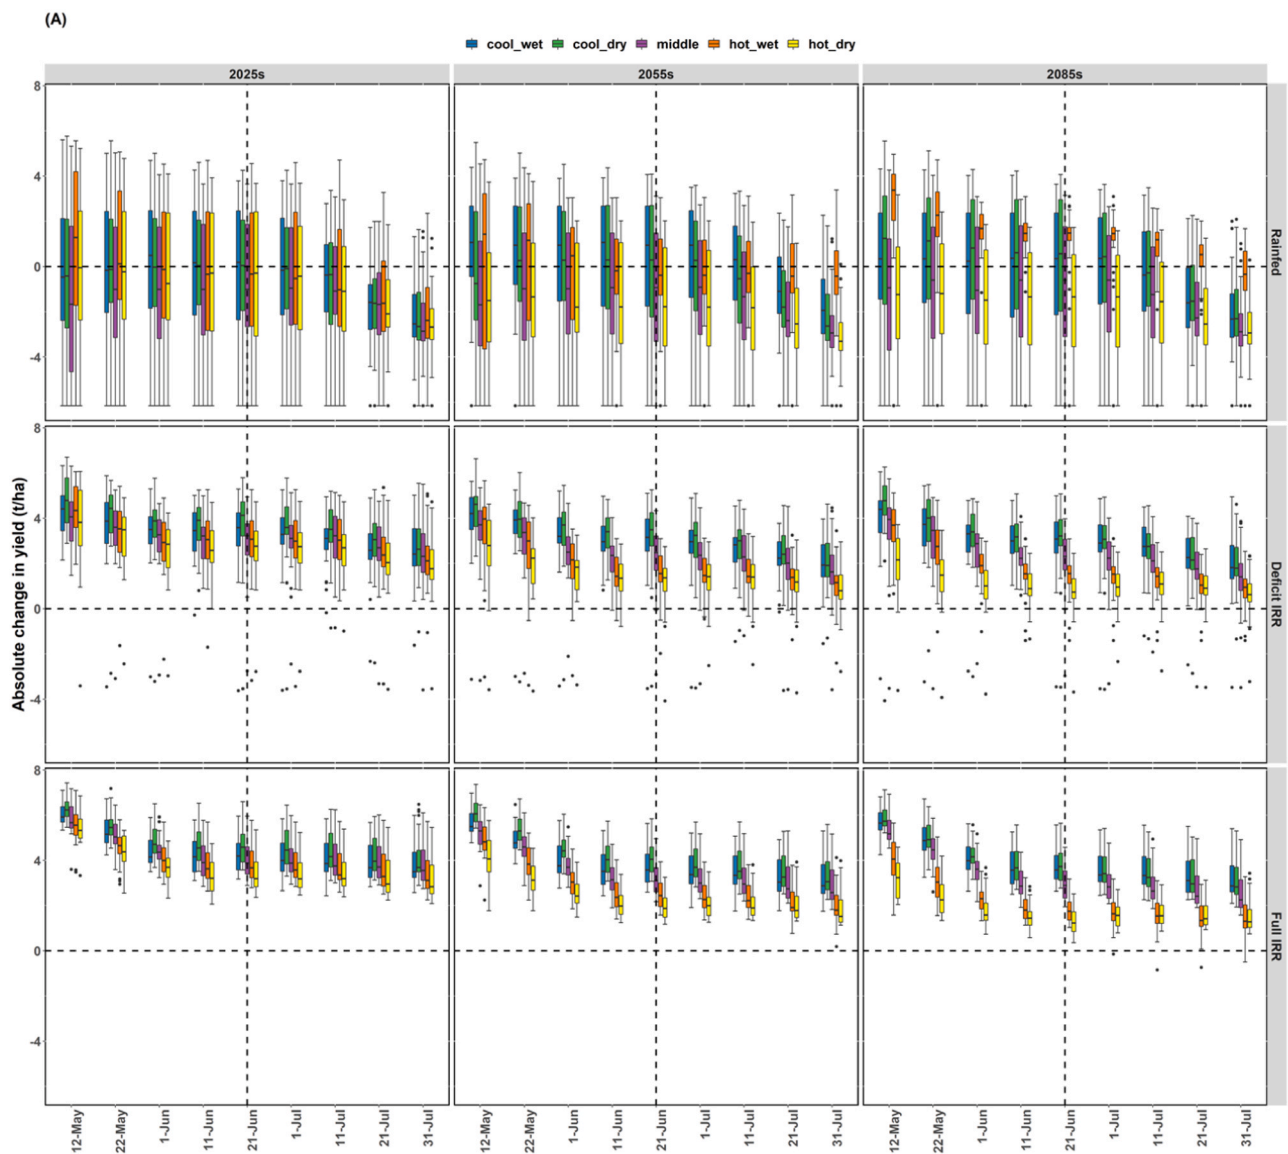 (A)
cool_wet cool_dry middle hot_wet hot_dry
2025s 2055s 2085s
8
4
0
-4
Rainfed
8
4
0
-4
Deficit IRR
8
4
0
-4
Full IRR
Absolute change in yield (t/ha)
12-May 22-May 1-Jun 11-Jun 21-Jun 1-Jul 11-Jul 21-Jul 31-Jul 12-May 22-May 1-Jun 11-Jun 21-Jun 1-Jul 11-Jul 21-Jul 31-Jul 12-May 22-May 1-Jun 11-Jun 21-Jun 1-Jul 11-Jul 21-Jul 31-Jul